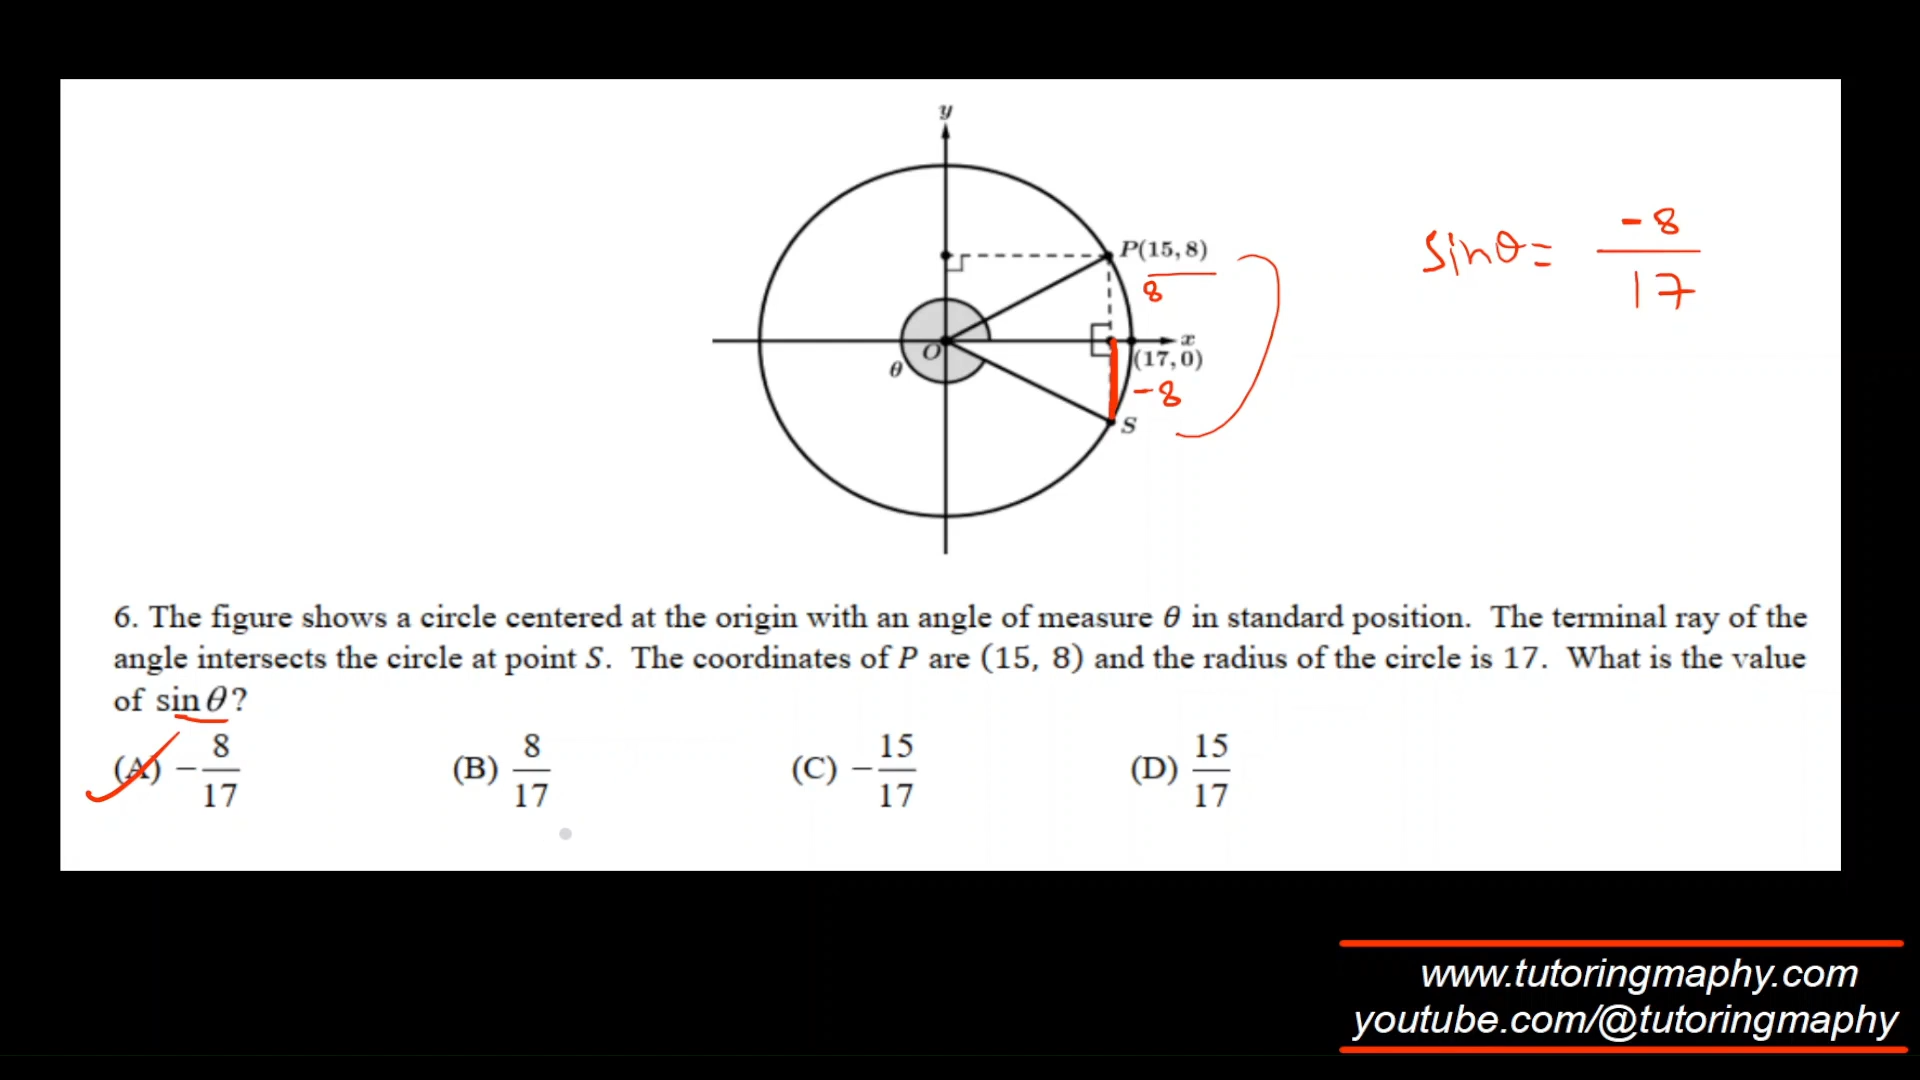 y
P(15, 8)
8
sinθ = -8/17
O
x
(17, 0)
θ
-8
S
6. The figure shows a circle centered at the origin with an angle of measure θ in standard position. The terminal ray of the
angle intersects the circle at point S. The coordinates of P are (15, 8) and the radius of the circle is 17. What is the value
of sin θ?
(A) −8/17 (B) 8/17 (C) −15/17 (D) 15/17
www.tutoringmaphy.com
youtube.com/@tutoringmaphy